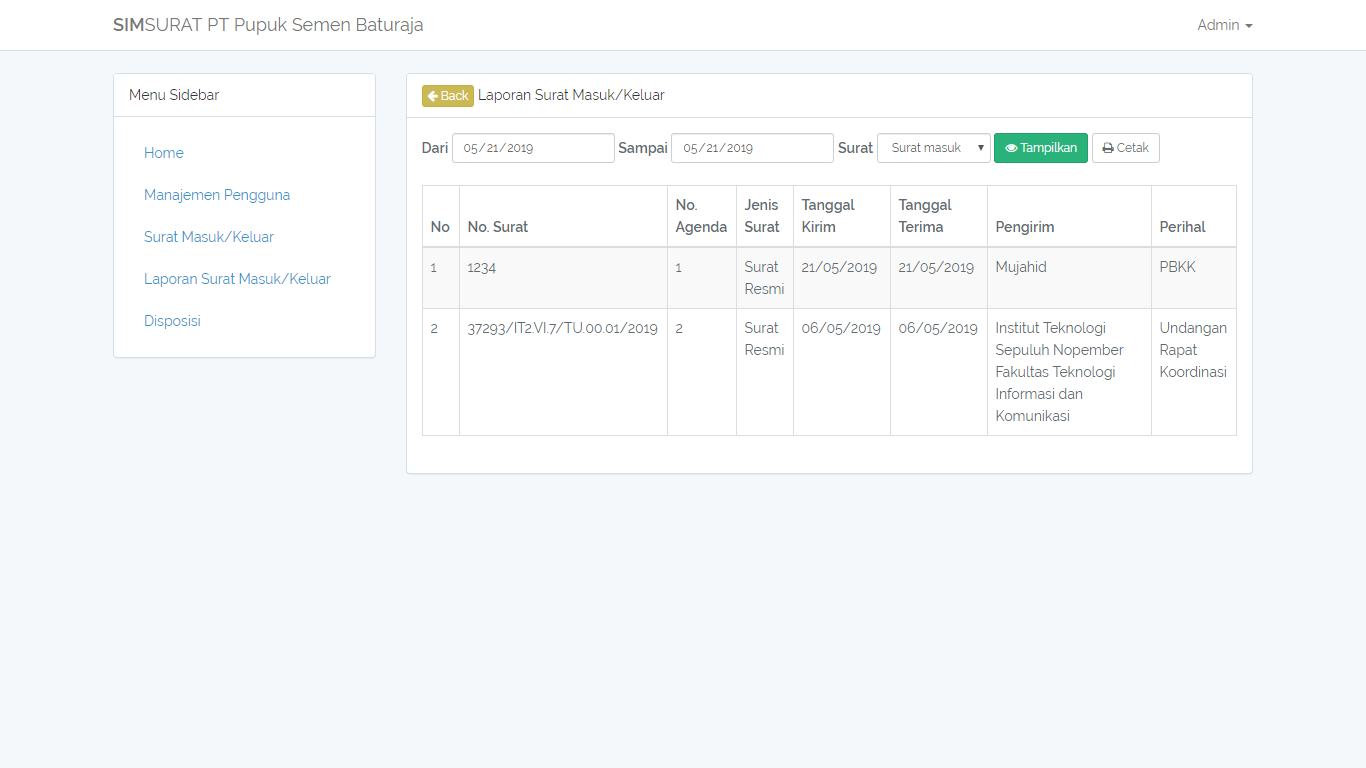 SIMSURAT PT Pupuk Semen Baturaja
Admin
Menu Sidebar
Home
Manajemen Pengguna
Surat Masuk/Keluar
Laporan Surat Masuk/Keluar
Disposisi
Back Laporan Surat Masuk/Keluar
Dari 05/21/2019 Sampai 05/21/2019 Surat Surat masuk Tampilkan Cetak
No No. Surat No. Agenda Jenis Surat Tanggal Kirim Tanggal Terima Pengirim Perihal
1 1234 1 Surat Resmi 21/05/2019 21/05/2019 Mujahid PBKK
2 37293/IT2.VI.7/TU.00.01/2019 2 Surat Resmi 06/05/2019 06/05/2019 Institut Teknologi Sepuluh Nopember Fakultas Teknologi Informasi dan Komunikasi Undangan Rapat Koordinasi